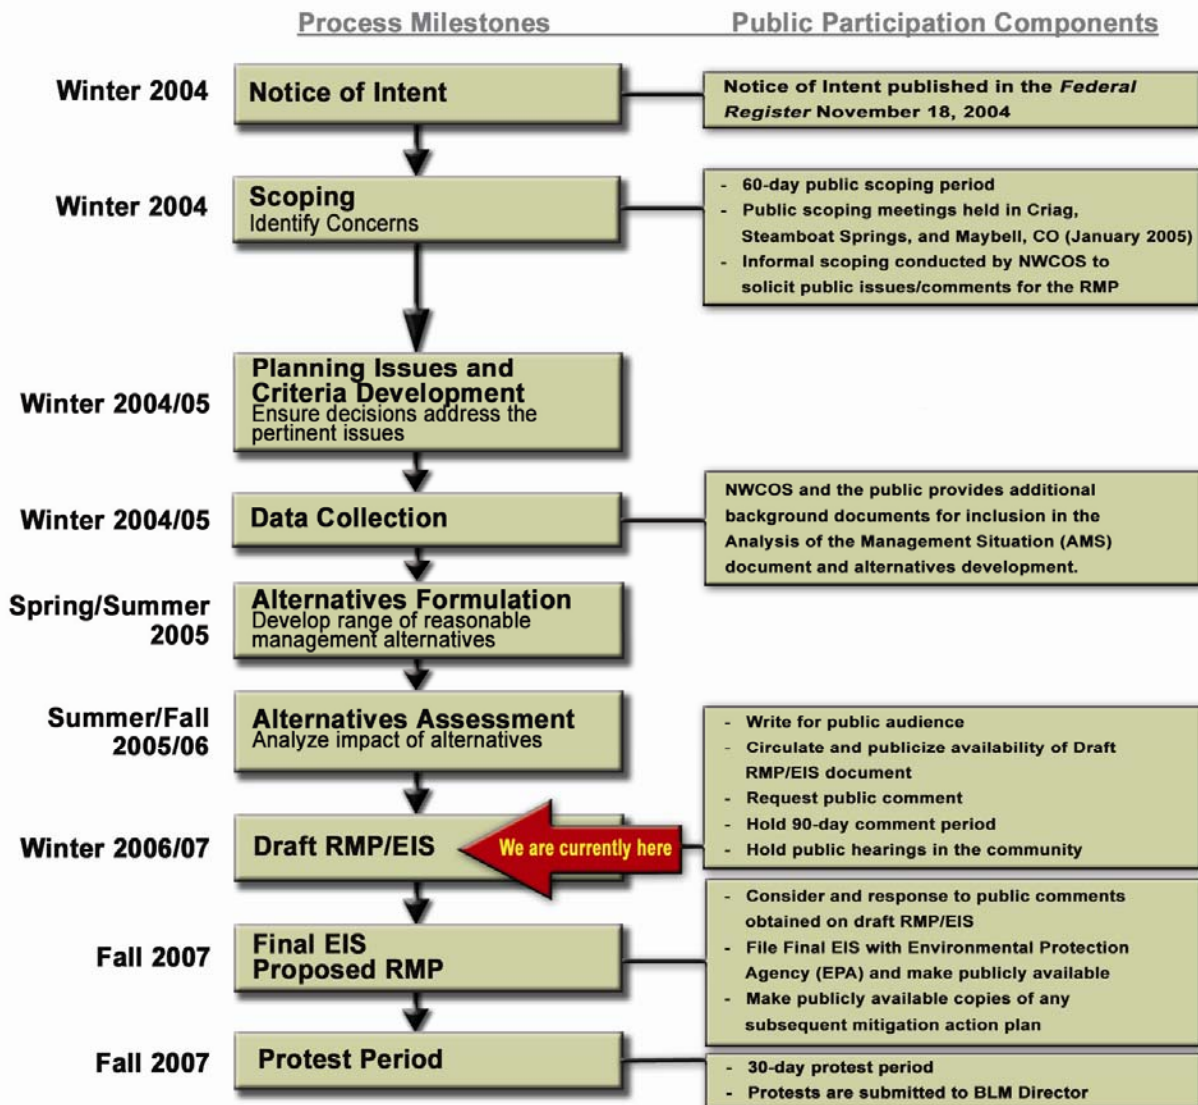 Process Milestones
Public Participation Components
Winter 2004
Notice of Intent
Notice of Intent published in the Federal
Register November 18, 2004
Winter 2004
Scoping
Identify Concerns
- 60-day public scoping period
- Public scoping meetings held in Criag,
Steamboat Springs, and Maybell, CO (January 2005)
- Informal scoping conducted by NWCOS to
solicit public issues/comments for the RMP
Winter 2004/05
Planning Issues and
Criteria Development
Ensure decisions address the
pertinent issues
Winter 2004/05
Data Collection
NWCOS and the public provides additional
background documents for inclusion in the
Analysis of the Management Situation (AMS)
document and alternatives development.
Spring/Summer
2005
Alternatives Formulation
Develop range of reasonable
management alternatives
Summer/Fall
2005/06
Alternatives Assessment
Analyze impact of alternatives
Winter 2006/07
Draft RMP/EIS
We are currently here
- Write for public audience
- Circulate and publicize availability of Draft
RMP/EIS document
- Request public comment
- Hold 90-day comment period
- Hold public hearings in the community
Fall 2007
Final EIS
Proposed RMP
- Consider and response to public comments
obtained on draft RMP/EIS
- File Final EIS with Environmental Protection
Agency (EPA) and make publicly available
- Make publicly available copies of any
subsequent mitigation action plan
Fall 2007
Protest Period
- 30-day protest period
- Protests are submitted to BLM Director